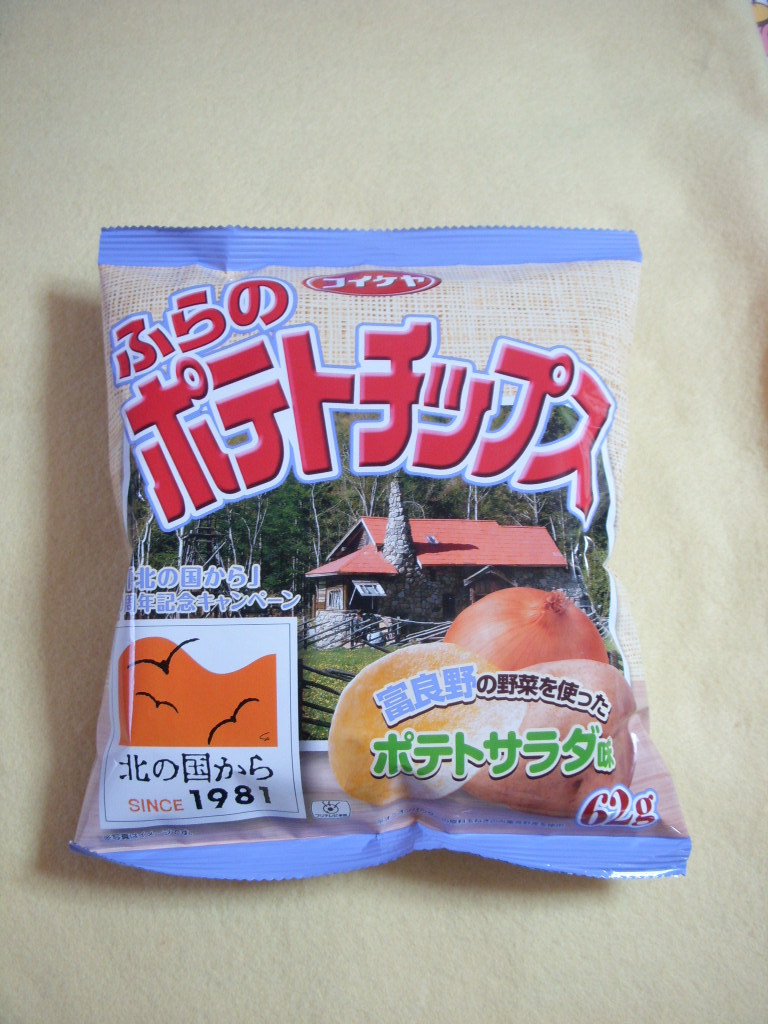 コイケヤ
ふらの
ポテトチップス
北の国から」
年記念キャンペーン
富良野の野菜を使った
ポテトサラダ味
北の国から
SINCE 1981
62g